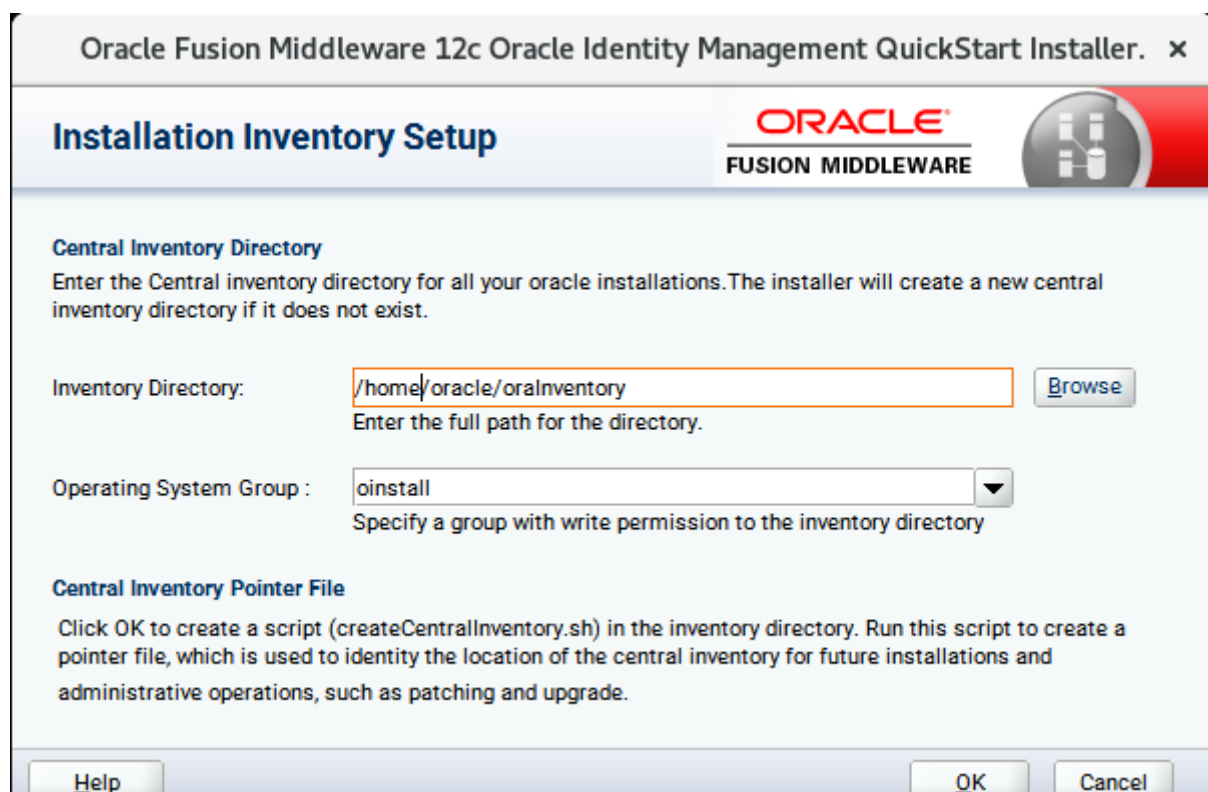 Oracle Fusion Middleware 12c Oracle Identity Management QuickStart Installer. ×
Installation Inventory Setup
ORACLE®
FUSION MIDDLEWARE
Central Inventory Directory
Enter the Central inventory directory for all your oracle installations.The installer will create a new central
inventory directory if it does not exist.
Inventory Directory: /home/oracle/oraInventory Browse
Enter the full path for the directory.
Operating System Group : oinstall
Specify a group with write permission to the inventory directory
Central Inventory Pointer File
Click OK to create a script (createCentralInventory.sh) in the inventory directory. Run this script to create a
pointer file, which is used to identity the location of the central inventory for future installations and
administrative operations, such as patching and upgrade.
Help OK Cancel